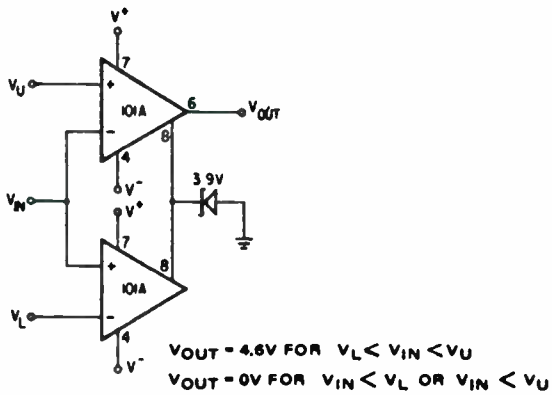 V+
7
VU
+
101A
6
VOUT
-
8
4
3.9V
V-
VIN
V+
7
8
+
101A
VL
-
4
V-
VOUT = 4.6V FOR VL < VIN < VU
VOUT = 0V FOR VIN < VL OR VIN < VU